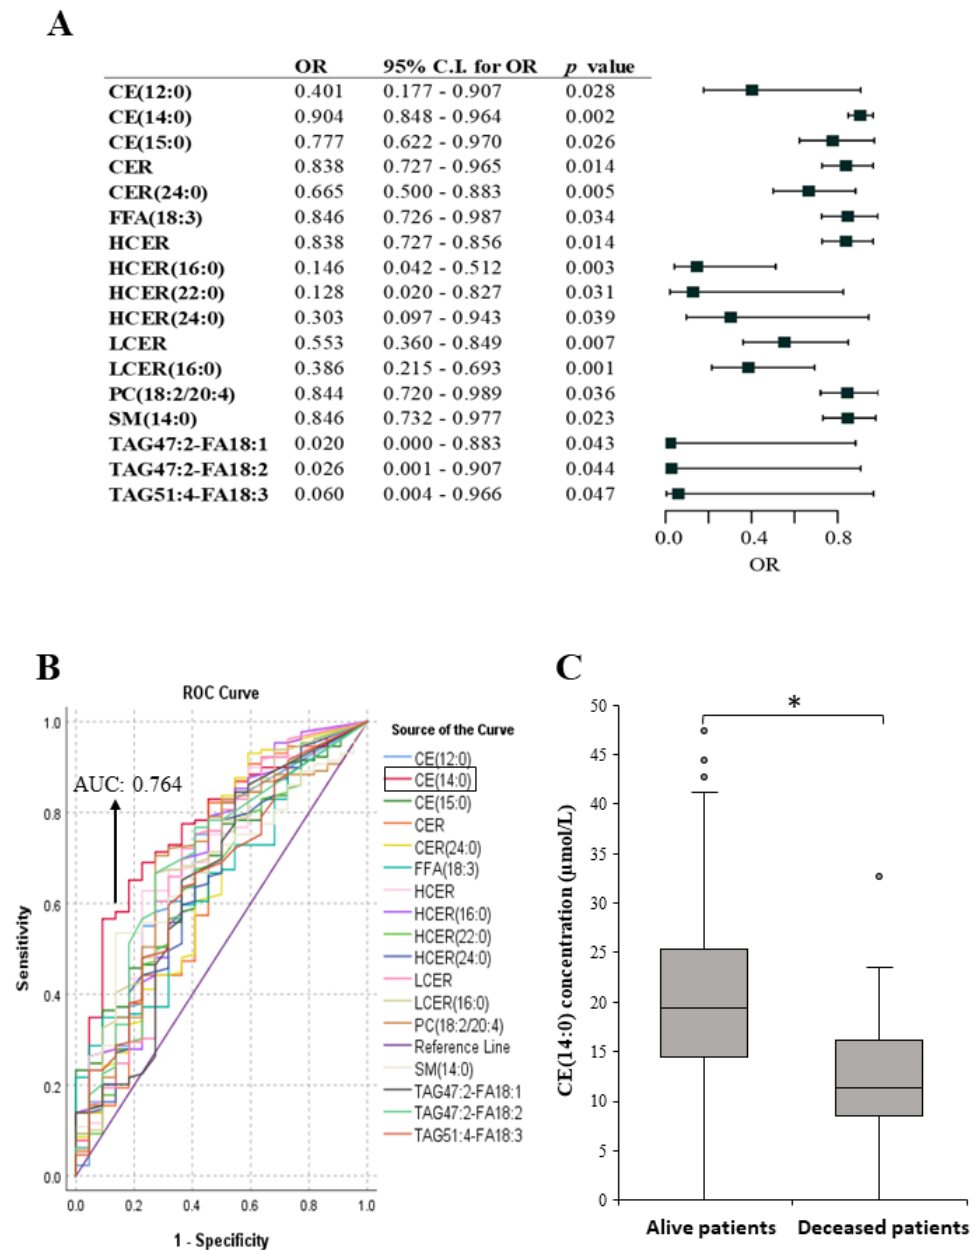 A
OR 95% C.I. for OR p value
CE(12:0) 0.401 0.177 - 0.907 0.028
CE(14:0) 0.904 0.848 - 0.964 0.002
CE(15:0) 0.777 0.622 - 0.970 0.026
CER 0.838 0.727 - 0.965 0.014
CER(24:0) 0.665 0.500 - 0.883 0.005
FFA(18:3) 0.846 0.726 - 0.987 0.034
HCER 0.838 0.727 - 0.856 0.014
HCER(16:0) 0.146 0.042 - 0.512 0.003
HCER(22:0) 0.128 0.020 - 0.827 0.031
HCER(24:0) 0.303 0.097 - 0.943 0.039
LCER 0.553 0.360 - 0.849 0.007
LCER(16:0) 0.386 0.215 - 0.693 0.001
PC(18:2/20:4) 0.844 0.720 - 0.989 0.036
SM(14:0) 0.846 0.732 - 0.977 0.023
TAG47:2-FA18:1 0.020 0.000 - 0.883 0.043
TAG47:2-FA18:2 0.026 0.001 - 0.907 0.044
TAG51:4-FA18:3 0.060 0.004 - 0.966 0.047
0.0 0.4 0.8
OR
B
ROC Curve
Sensitivity
1.0
0.8
0.6
0.4
0.2
0.0
AUC: 0.764
0.0 0.2 0.4 0.6 0.8 1.0
1 - Specificity
Source of the Curve
CE(12:0)
CE(14:0)
CE(15:0)
CER
CER(24:0)
FFA(18:3)
HCER
HCER(16:0)
HCER(22:0)
HCER(24:0)
LCER
LCER(16:0)
PC(18:2/20:4)
Reference Line
SM(14:0)
TAG47:2-FA18:1
TAG47:2-FA18:2
TAG51:4-FA18:3
C
CE(14:0) concentration (µmol/L)
50
45
40
35
30
25
20
15
10
5
0
*
Alive patients Deceased patients